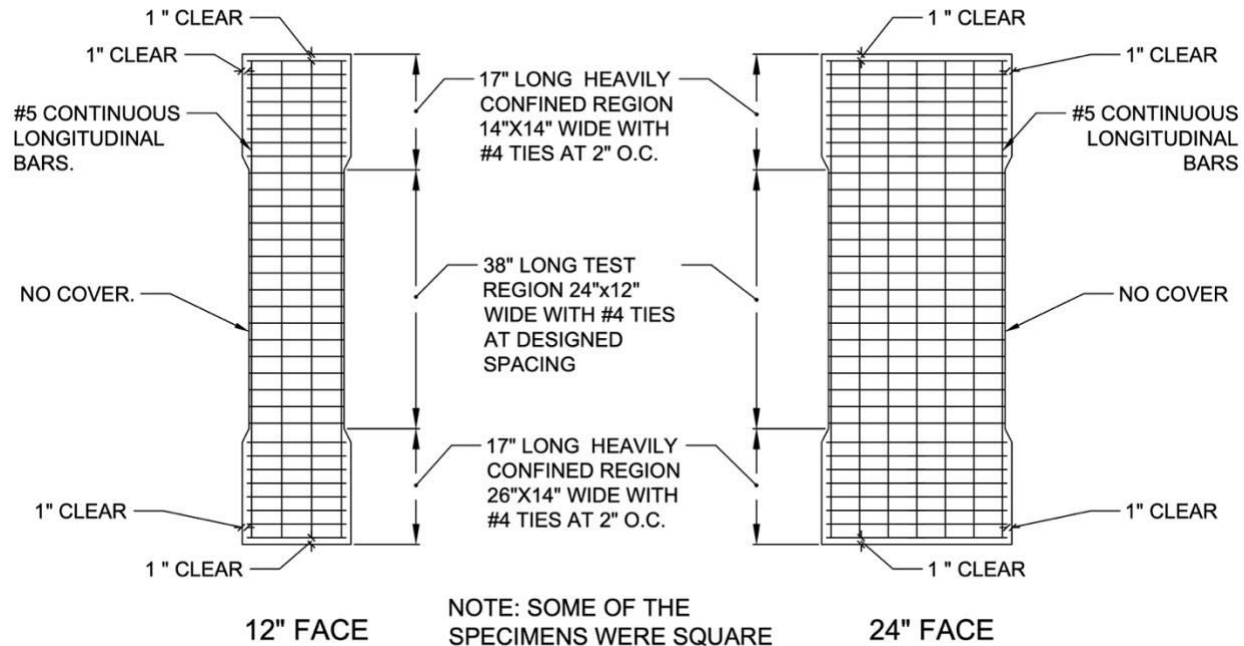 1 " CLEAR
1" CLEAR
#5 CONTINUOUS
LONGITUDINAL
BARS.
NO COVER.
1" CLEAR
1 " CLEAR
12" FACE
17" LONG HEAVILY
CONFINED REGION
14"X14" WIDE WITH
#4 TIES AT 2" O.C.
38" LONG TEST
REGION 24"x12"
WIDE WITH #4 TIES
AT DESIGNED
SPACING
17" LONG HEAVILY
CONFINED REGION
26"X14" WIDE WITH
#4 TIES AT 2" O.C.
NOTE: SOME OF THE
SPECIMENS WERE SQUARE
1 " CLEAR
1" CLEAR
#5 CONTINUOUS
LONGITUDINAL
BARS
NO COVER
1" CLEAR
1 " CLEAR
24" FACE